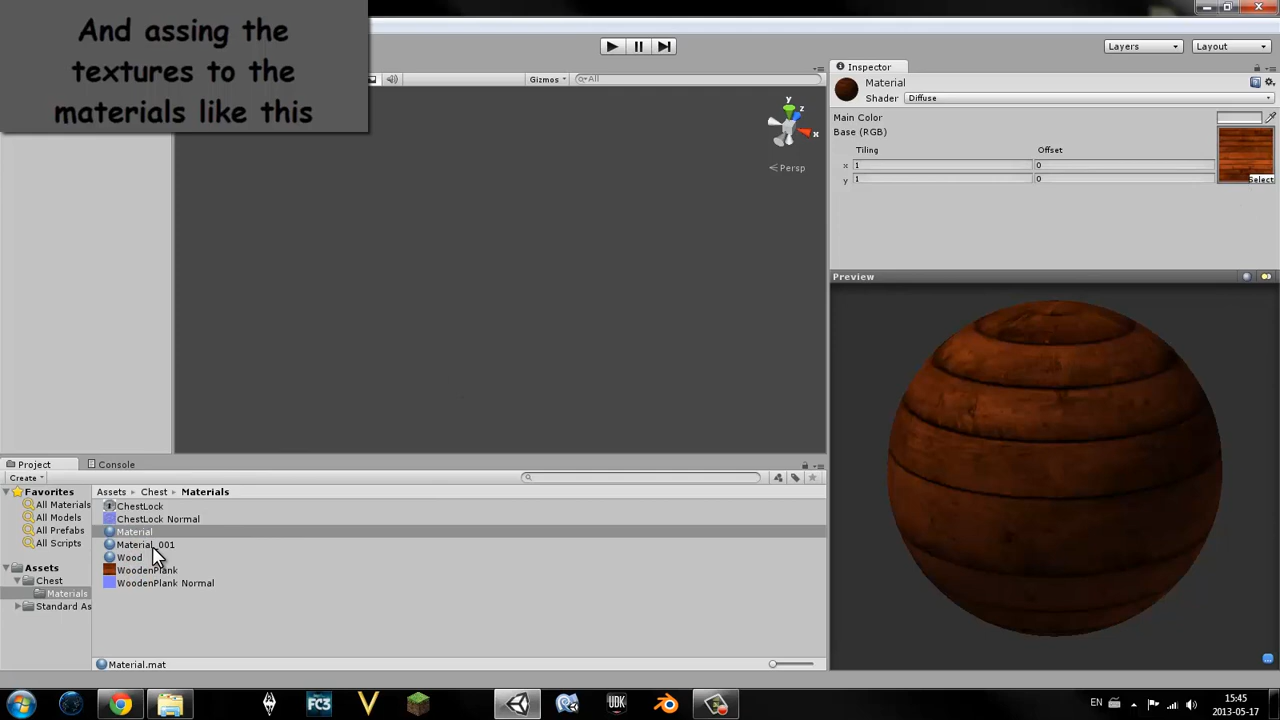 And assing the
textures to the
materials like this
Layers
Layout
Gizmos
All
Persp
Inspector
Material
Shader
Diffuse
Main Color
Base (RGB)
Tiling
Offset
x 1 0
y 1 0
Select
Preview
y
z
x
Project
Console
Create
Favorites
All Materials
All Models
All Prefabs
All Scripts
Assets
Chest
Materials
Standard As
Assets Chest Materials
ChestLock
ChestLock Normal
Material
Material_001
Wood
WoodenPlank
WoodenPlank Normal
Material.mat
FC3
V
UDK
EN
15:45
2013-05-17